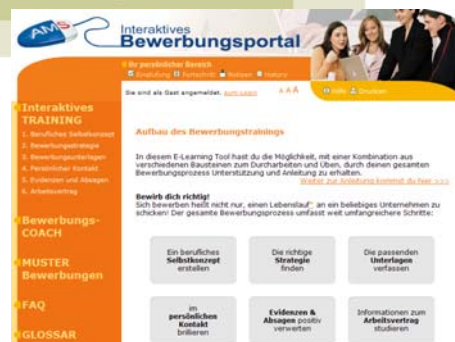 AMS
Interaktives
Bewerbungsportal
Ihr persönlicher Bereich
Einstufung Fortschritt Notizen History
Sie sind als Gast angemeldet. zum Login
A A A
Hilfe Drucken
Interaktives
TRAINING
1. Berufliches Selbstkonzept
2. Bewerbungsstrategie
3. Bewerbungsunterlagen
4. Persönlicher Kontakt
5. Evidenzen und Absagen
6. Arbeitsvertrag
Bewerbungs-
COACH
MUSTER
Bewerbungen
FAQ
GLOSSAR
Aufbau des Bewerbungstrainings
In diesem E-Learning Tool hast du die Möglichkeit, mit einer Kombination aus
verschiedenen Bausteinen zum Durcharbeiten und Üben, durch deinen gesamten
Bewerbungsprozess Unterstützung und Anleitung zu erhalten.
Weiter zur Anleitung kommst du hier >>>
Bewirb dich richtig!
Sich bewerben heißt nicht nur, einen Lebenslauf an ein beliebiges Unternehmen zu
schicken! Der gesamte Bewerbungsprozess umfasst weit umfangreichere Schritte:
Ein berufliches
Selbstkonzept
erstellen
Die richtige
Strategie
finden
Die passenden
Unterlagen
verfassen
im
persönlichen
Kontakt
brillieren
Evidenzen &
Absagen positiv
verwerten
Informationen zum
Arbeitsvertrag
studieren